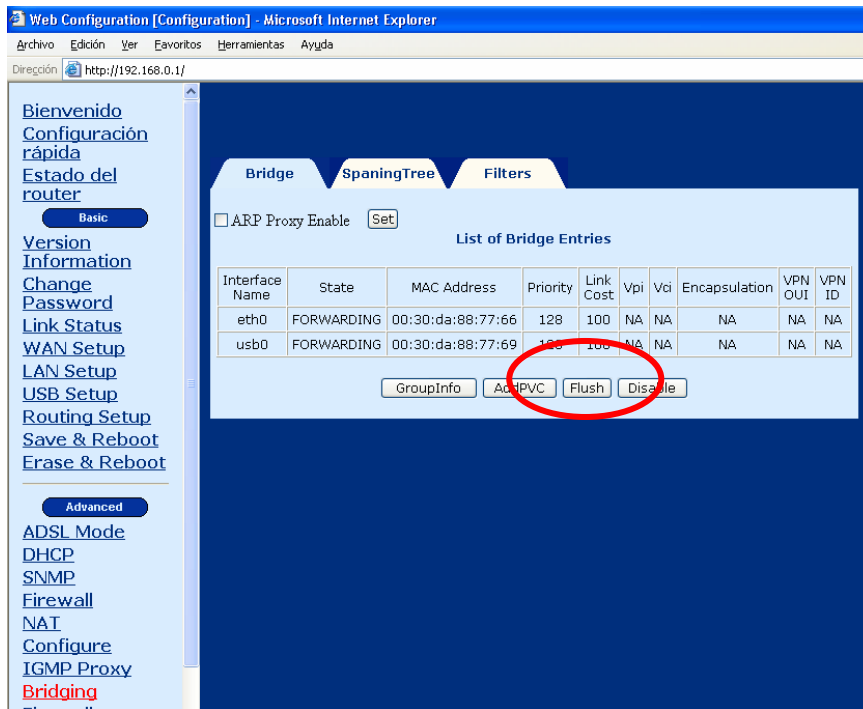 Web Configuration [Configuration] - Microsoft Internet Explorer
Archivo Edición Ver Favoritos Herramientas Ayuda
Dirección http://192.168.0.1/
Bienvenido
Configuración
rápida
Estado del
router
Basic
Version
Information
Change
Password
Link Status
WAN Setup
LAN Setup
USB Setup
Routing Setup
Save & Reboot
Erase & Reboot
Advanced
ADSL Mode
DHCP
SNMP
Firewall
NAT
Configure
IGMP Proxy
Bridging
Bridge SpaningTree Filters
ARP Proxy Enable Set
List of Bridge Entries
Interface Name State MAC Address Priority Link Cost Vpi Vci Encapsulation VPN OUI VPN ID
eth0 FORWARDING 00:30:da:88:77:66 128 100 NA NA NA NA NA
usb0 FORWARDING 00:30:da:88:77:69 100 NA NA NA NA NA
GroupInfo AddPVC Flush Disable